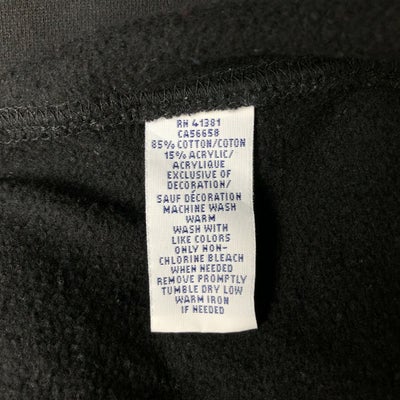 RN 41381
CA56658
85% COTTON/COTON
15% ACRYLIC/
ACRYLIQUE
EXCLUSIVE OF
DECORATION/
SAUF DÉCORATION
MACHINE WASH
WARM
WASH WITH
LIKE COLORS
ONLY NON-
CHLORINE BLEACH
WHEN NEEDED
REMOVE PROMPTLY
TUMBLE DRY LOW
WARM IRON
IF NEEDED